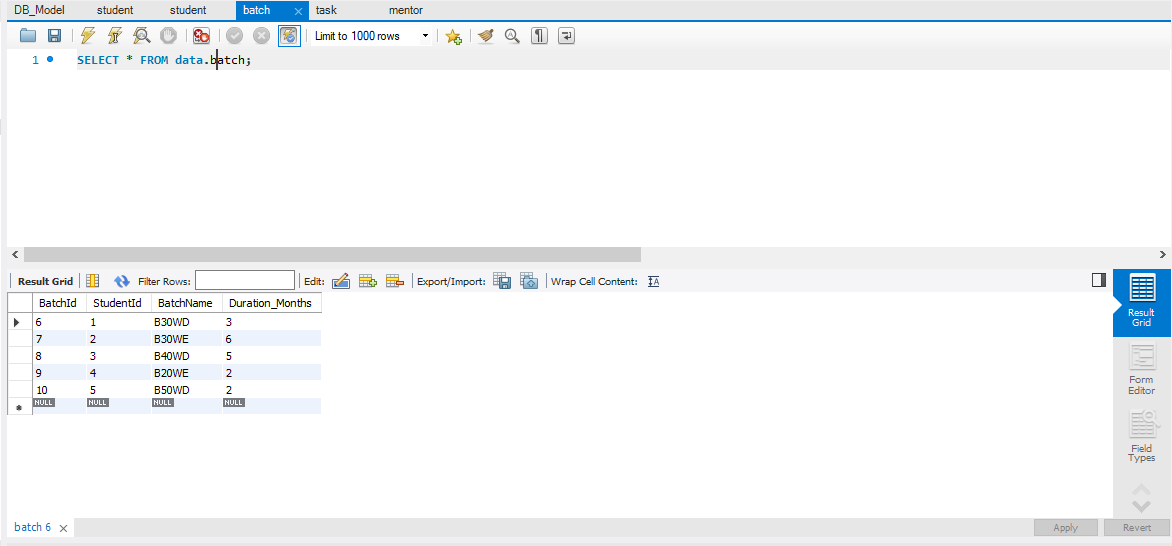 DB_Model student student batch task mentor
Limit to 1000 rows
1 SELECT * FROM data.batch;
Result Grid Filter Rows: Edit: Export/Import: Wrap Cell Content:
BatchId StudentId BatchName Duration_Months
6 1 B30WD 3
7 2 B30WE 6
8 3 B40WD 5
9 4 B20WE 2
10 5 B50WD 2
NULL NULL NULL NULL
Result
Grid
Form
Editor
Field
Types
batch 6
Apply Revert